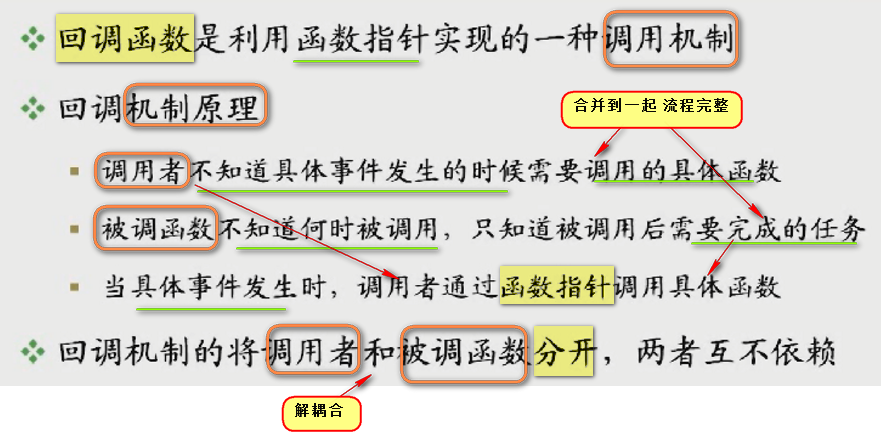 回调函数是利用函数指针实现的一种调用机制
回调机制原理
合并到一起 流程完整
调用者不知道具体事件发生的时候需要调用的具体函数
被调函数不知道何时被调用，只知道被调用后需要完成的任务
当具体事件发生时，调用者通过函数指针调用具体函数
回调机制的将调用者和被调函数分开，两者互不依赖
解耦合